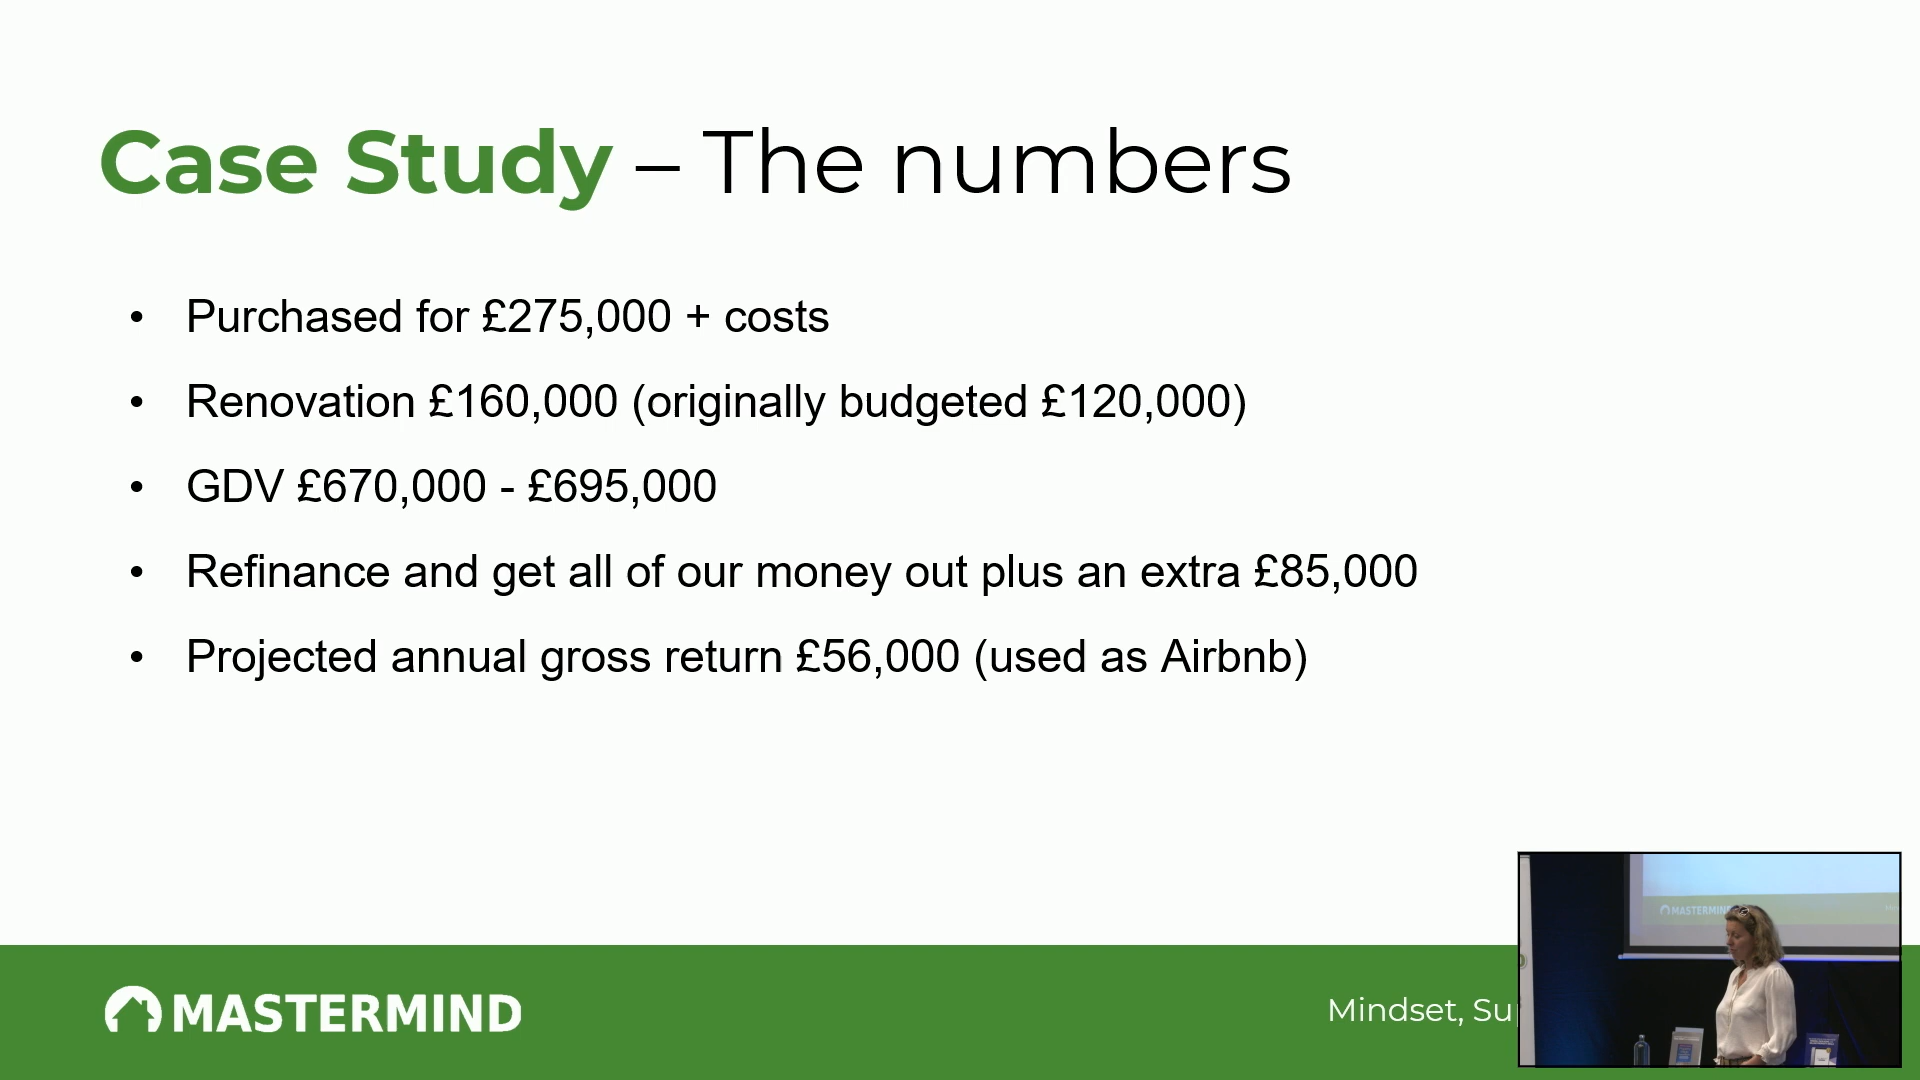 Case Study – The numbers
• Purchased for £275,000 + costs
• Renovation £160,000 (originally budgeted £120,000)
• GDV £670,000 - £695,000
• Refinance and get all of our money out plus an extra £85,000
• Projected annual gross return £56,000 (used as Airbnb)
MASTERMIND
Mindset, Su
MASTERMIND